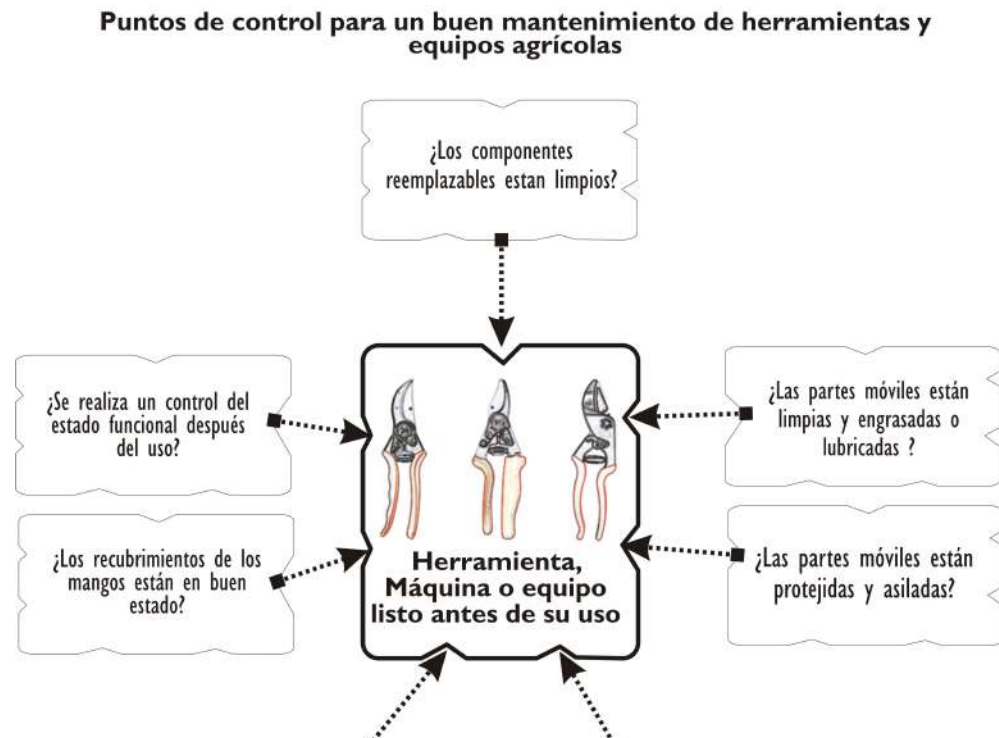 Puntos de control para un buen mantenimiento de herramientas y
equipos agrícolas
¿Los componentes
reemplazables estan limpios?
¿Se realiza un control del
estado funcional después
del uso?
¿Las partes móviles están
limpias y engrasadas o
lubricadas ?
¿Los recubrimientos de los
mangos están en buen
estado?
¿Las partes móviles están
protejidas y asiladas?
Herramienta,
Máquina o equipo
listo antes de su uso